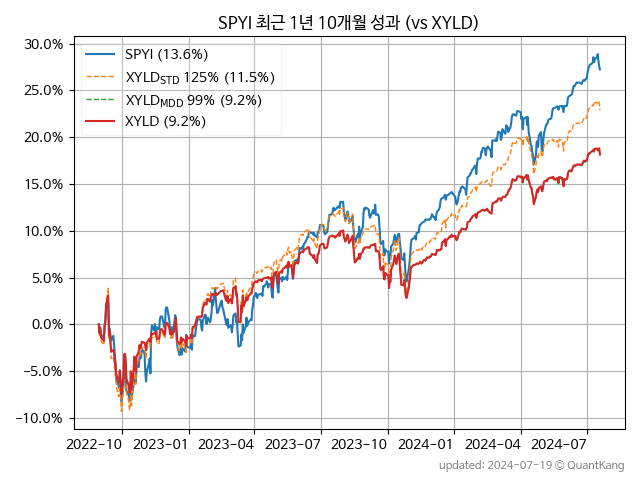 SPYI 최근 1년 10개월 성과 (vs XYLD)
30.0%
25.0%
20.0%
15.0%
10.0%
5.0%
0.0%
−5.0%
−10.0%
SPYI (13.6%)
XYLD_STD 125% (11.5%)
XYLD_MDD 99% (9.2%)
XYLD (9.2%)
2022-10 2023-01 2023-04 2023-07 2023-10 2024-01 2024-04 2024-07
updated: 2024-07-19 © QuantKang